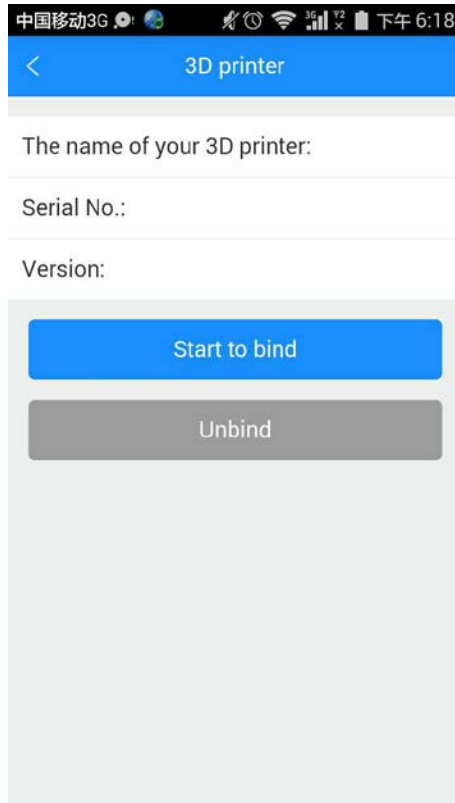 中国移动3G 下午 6:18
3D printer
The name of your 3D printer:
Serial No.:
Version:
Start to bind
Unbind